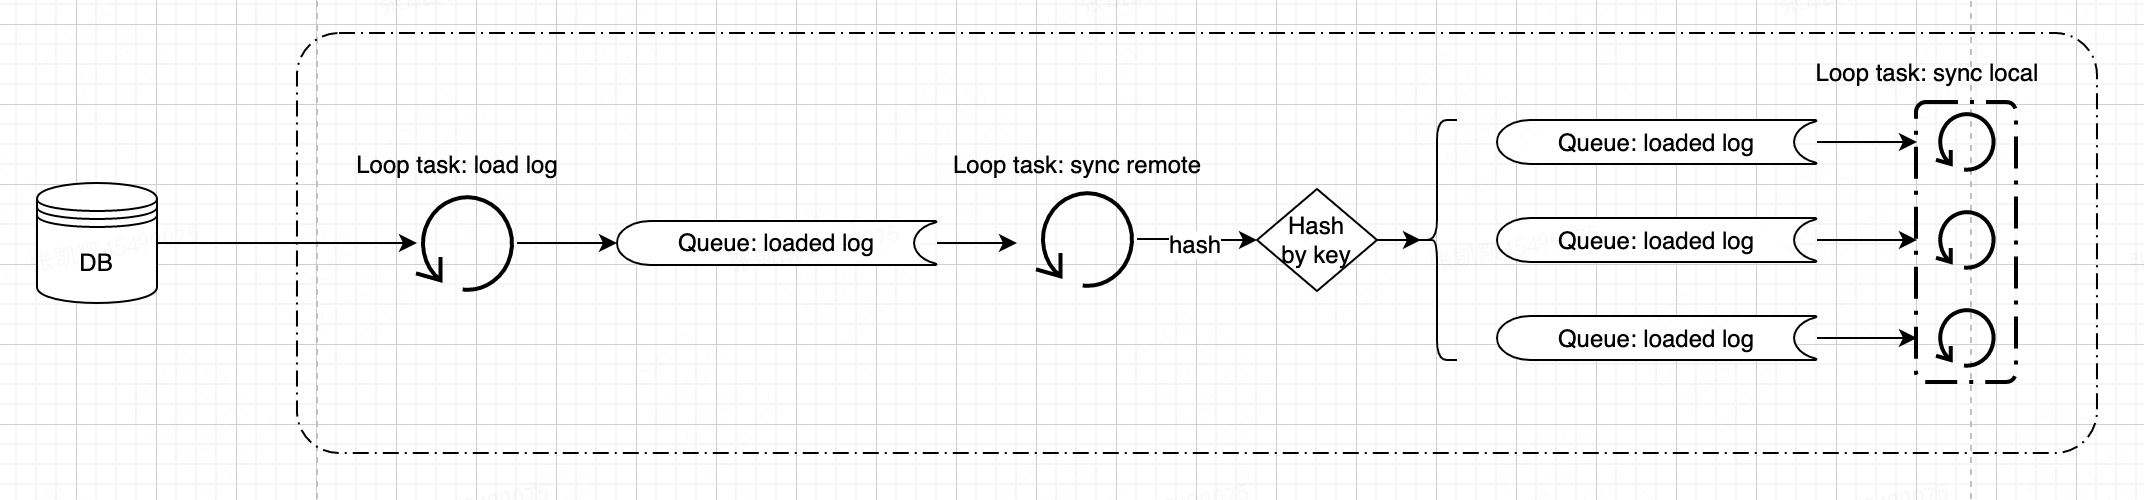 Loop task: sync local
Queue: loaded log
Loop task: load log
Loop task: sync remote
DB
Queue: loaded log
hash
Hash
by key
Queue: loaded log
Queue: loaded log